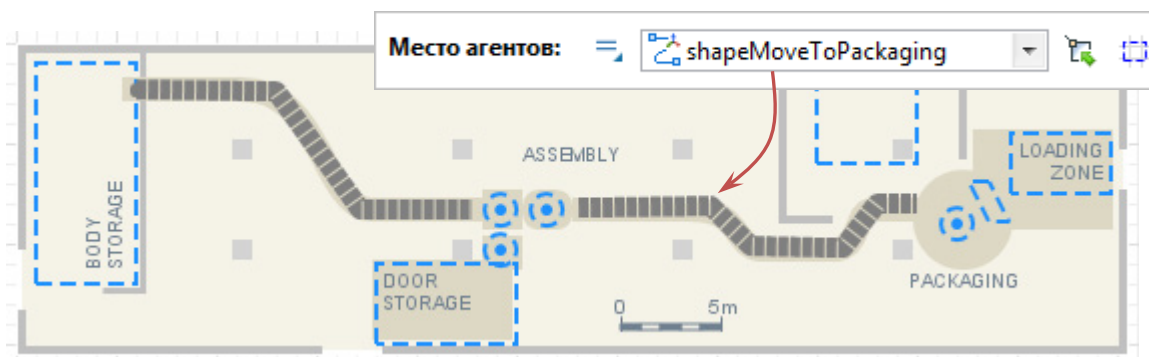 Место агентов:
shapeMoveToPackaging
ASSEMBLY
LOADING
ZONE
BODY
STORAGE
DOOR
STORAGE
0 5m
PACKAGING